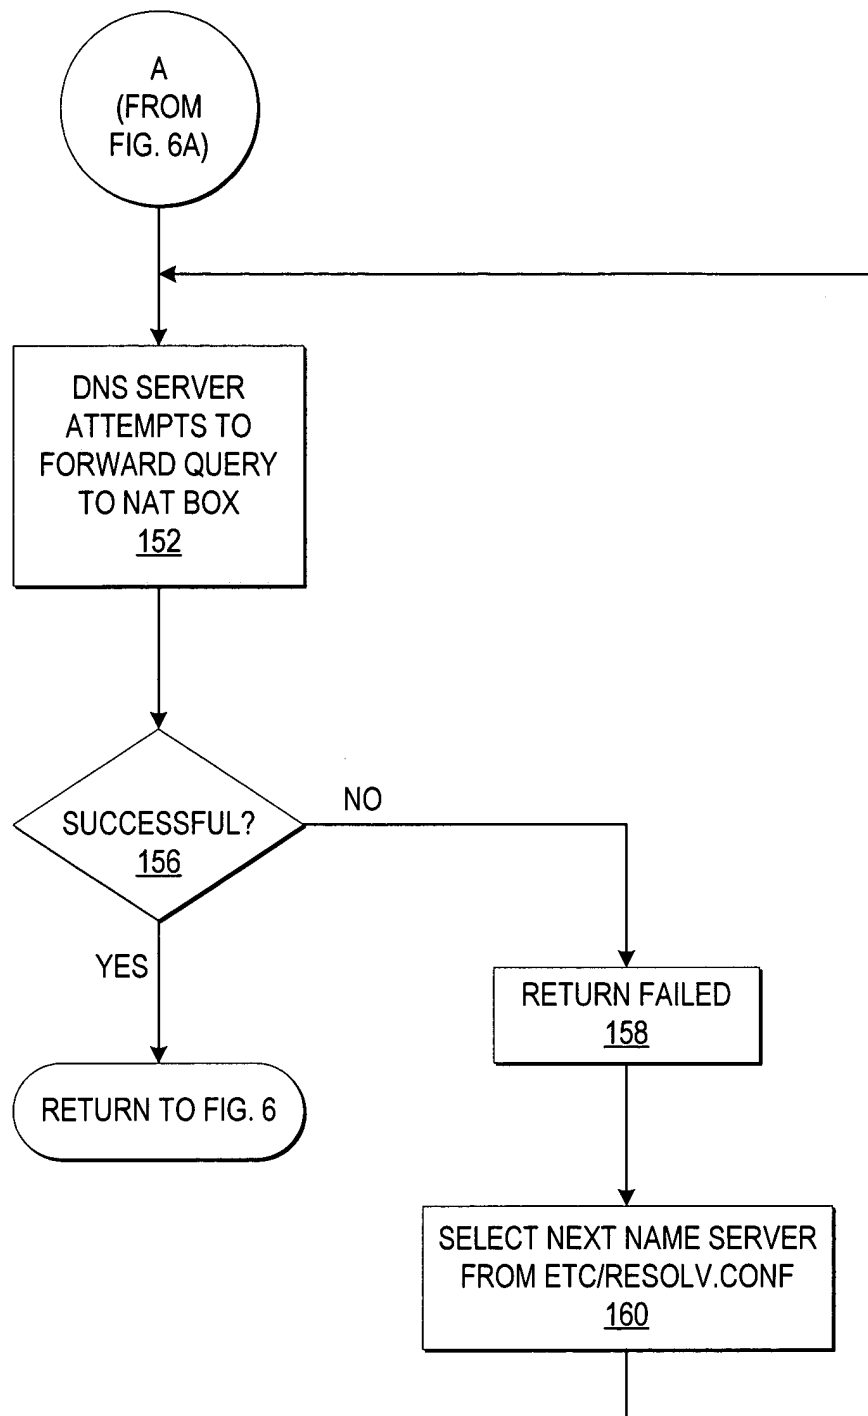 A
(FROM
FIG. 6A)
DNS SERVER
ATTEMPTS TO
FORWARD QUERY
TO NAT BOX
152
SUCCESSFUL?
156
NO
YES
RETURN FAILED
158
RETURN TO FIG. 6
SELECT NEXT NAME SERVER
FROM ETC/RESOLV.CONF
160